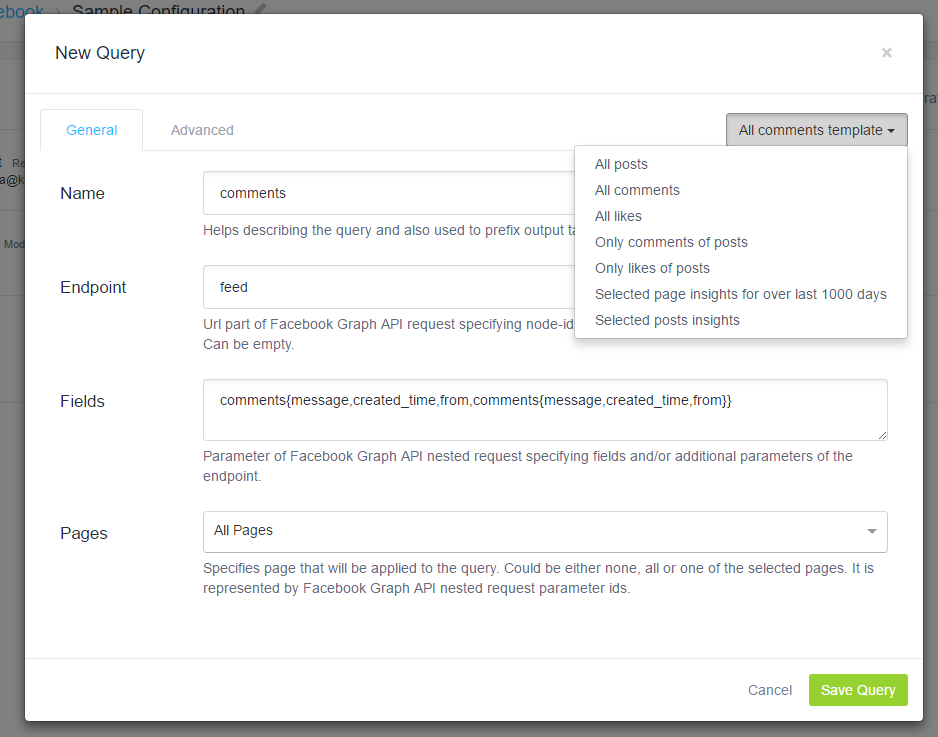 ebook Sample Configuration
New Query ×
General Advanced All comments template
All posts
All comments
All likes
Only comments of posts
Only likes of posts
Selected page insights for over last 1000 days
Selected posts insights
Name comments
Helps describing the query and also used to prefix output ta
Endpoint feed
Url part of Facebook Graph API request specifying node-id
Can be empty.
Fields comments{message,created_time,from,comments{message,created_time,from}}
Parameter of Facebook Graph API nested request specifying fields and/or additional parameters of the
endpoint.
Pages All Pages
Specifies page that will be applied to the query. Could be either none, all or one of the selected pages. It is
represented by Facebook Graph API nested request parameter ids.
Cancel Save Query
t Re
a@k
Mod
ra